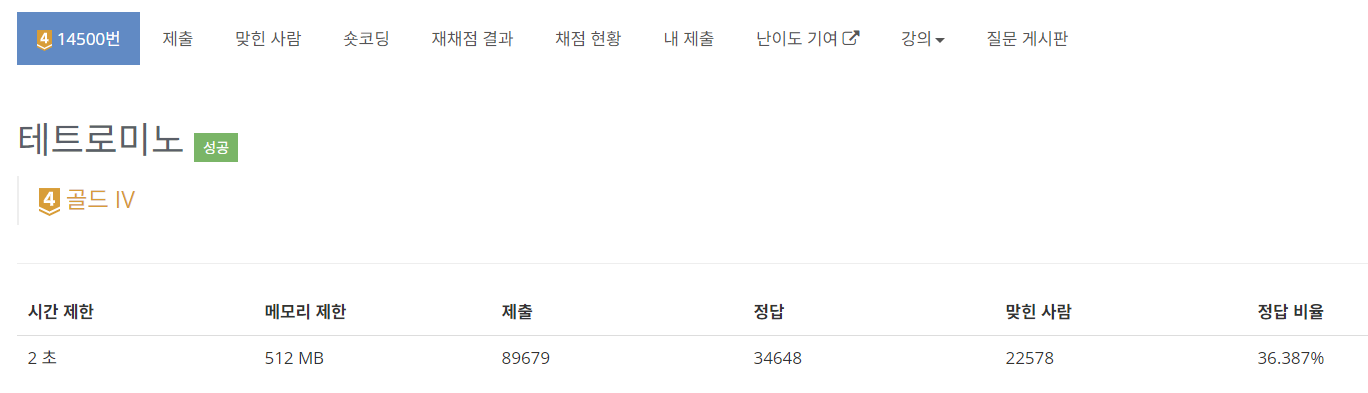 4 14500번 제출 맞힌 사람 숏코딩 재채점 결과 채점 현황 내 제출 난이도 기여 강의 질문 게시판
테트로미노 성공
4 골드 IV
시간 제한 메모리 제한 제출 정답 맞힌 사람 정답 비율
2 초 512 MB 89679 34648 22578 36.387%